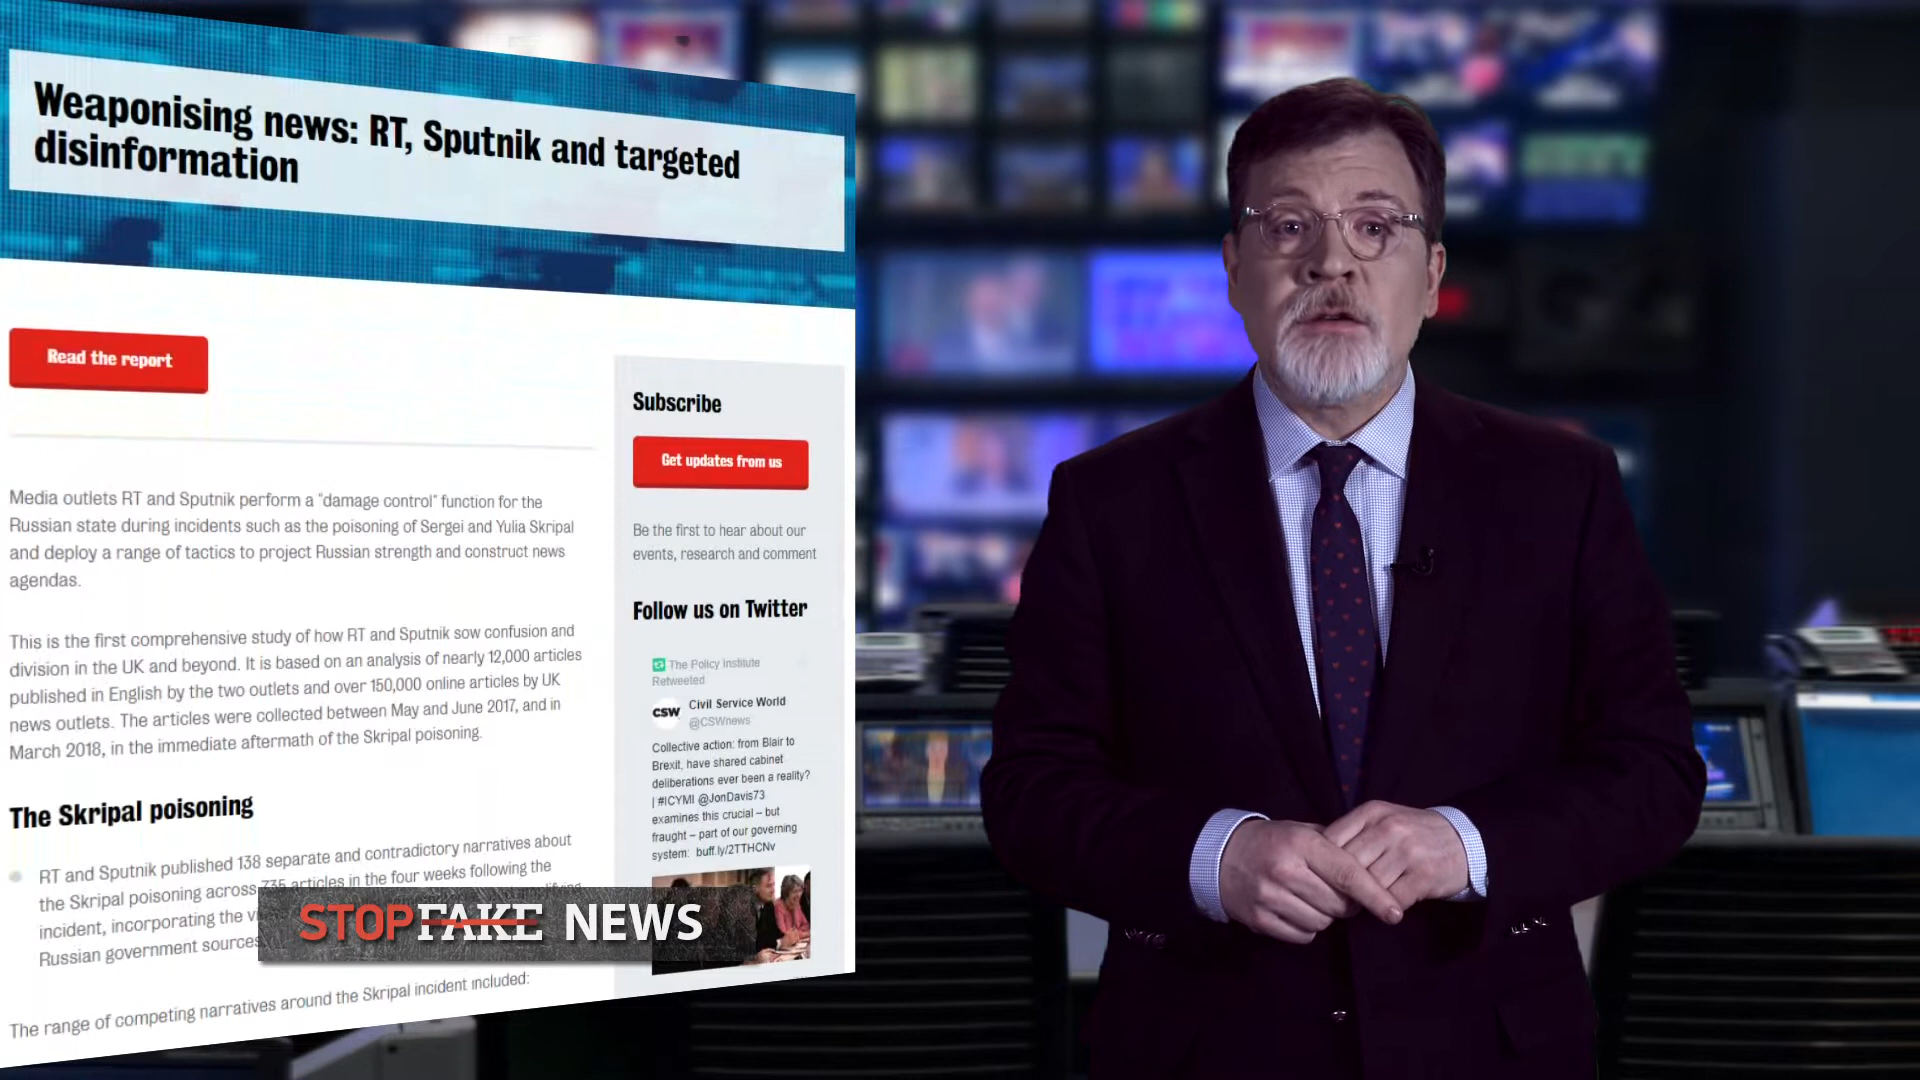 Weaponising news: RT, Sputnik and targeted
disinformation
Read the report
Media outlets RT and Sputnik perform a "damage control" function for the
Russian state during incidents such as the poisoning of Sergei and Yulia Skripal
and deploy a range of tactics to project Russian strength and construct news
agendas.
This is the first comprehensive study of how RT and Sputnik sow confusion and
division in the UK and beyond. It is based on an analysis of nearly 12,000 articles
published in English by the two outlets and over 150,000 online articles by UK
news outlets. The articles were collected between May and June 2017, and in
March 2018, in the immediate aftermath of the Skripal poisoning.
The Skripal poisoning
RT and Sputnik published 138 separate and contradictory narratives about
the Skripal poisoning across 735 articles in the four weeks following the
incident, incorporating the
Russian government sources
The range of competing narratives around the Skripal incident included:
Subscribe
Get updates from us
Be the first to hear about our
events, research and comment
Follow us on Twitter
The Policy Institute
Retweeted
CSW
Civil Service World
@CSWnews
Collective action: from Blair to
Brexit, have shared cabinet
deliberations ever been a reality?
| #ICYMI @JonDavis73
examines this crucial – but
fraught – part of our governing
system: buff.ly/2TTHCNv
STOPFAKE NEWS